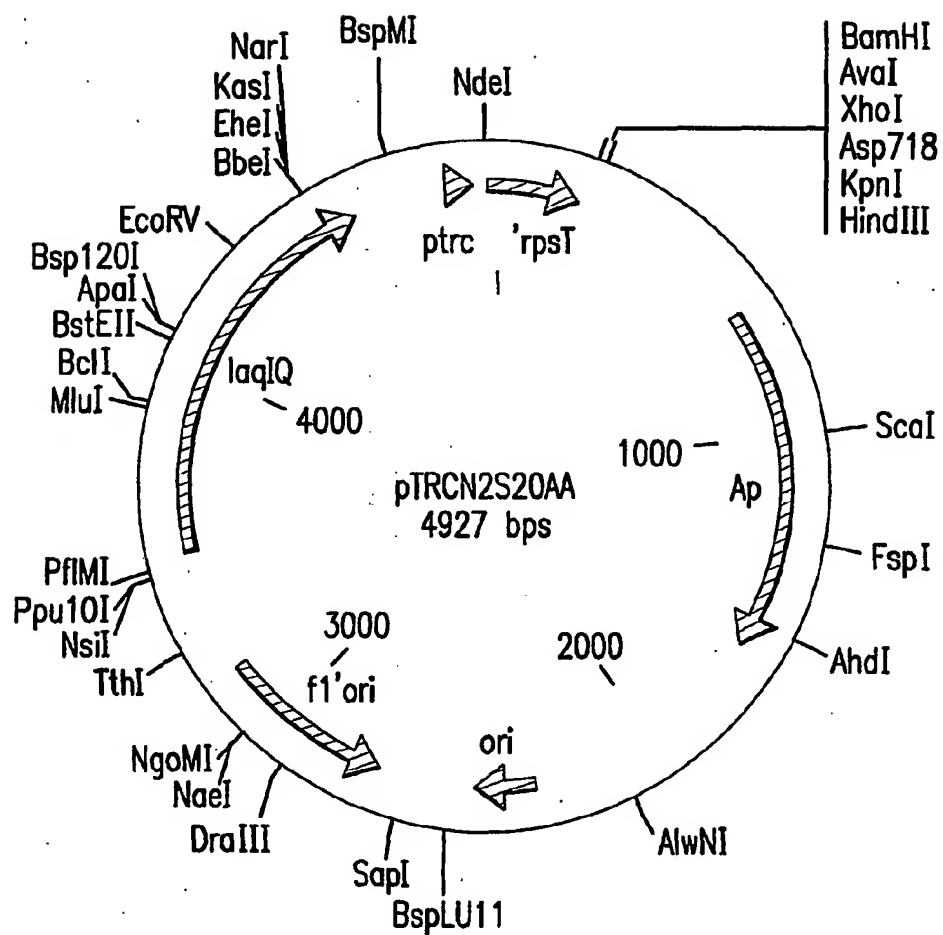 BspMI
NdeI
NarI
KasI
EheI
BbeI
EcoRV
Bsp120I
ApaI
BstEII
BclI
MluI
PflMI
Ppu10I
NsiI
TthI
NgoMI
NaeI
DraIII
SapI
BspLU11
AlwNI
AhdI
FspI
ScaI
BamHI
AvaI
XhoI
Asp718
KpnI
HindIII
ptrc
'rpsT
laqIQ
4000
1000
Ap
pTRCN2S20AA
4927 bps
3000
f1'ori
2000
ori